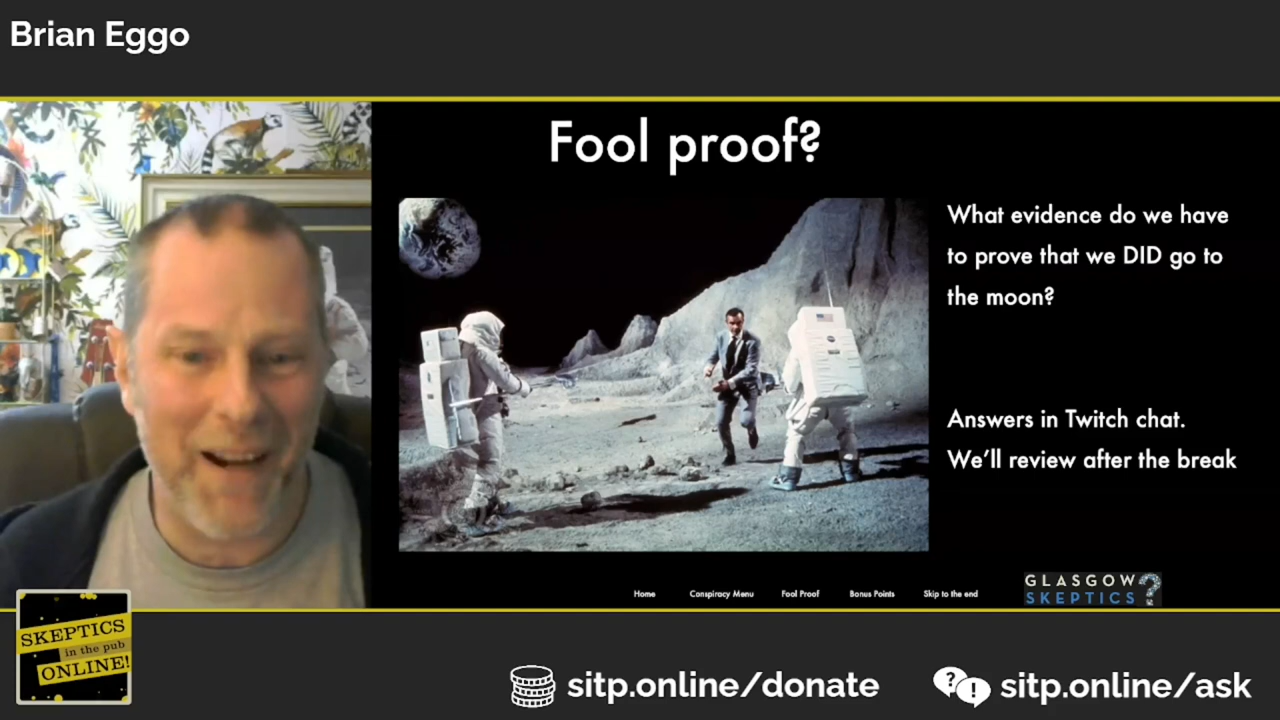 Brian Eggo
Fool proof?
What evidence do we have
to prove that we DID go to
the moon?
Answers in Twitch chat.
We'll review after the break
Home
Conspiracy Menu
Fool Proof
Bonus Points
Skip to the end
GLASGOW
SKEPTICS
?
SKEPTICS
in the pub
ONLINE!
sitp.online/donate
? !
sitp.online/ask